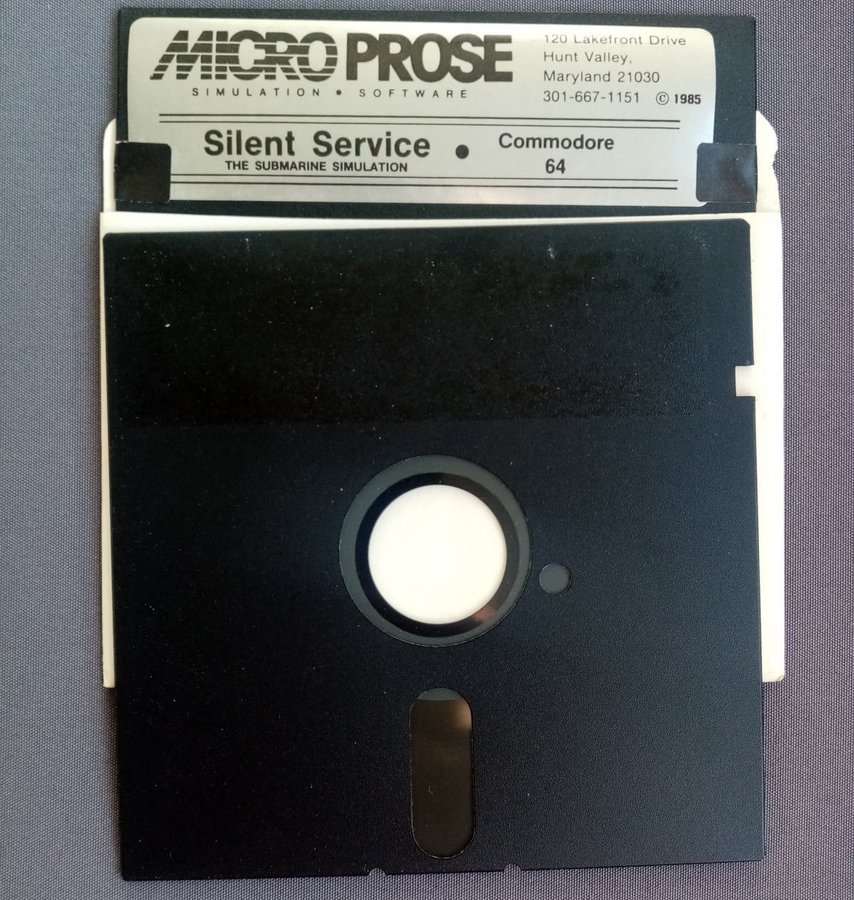 MICRO PROSE
SIMULATION • SOFTWARE
120 Lakefront Drive
Hunt Valley,
Maryland 21030
301-667-1151 © 1985
Silent Service • Commodore 64
THE SUBMARINE SIMULATION